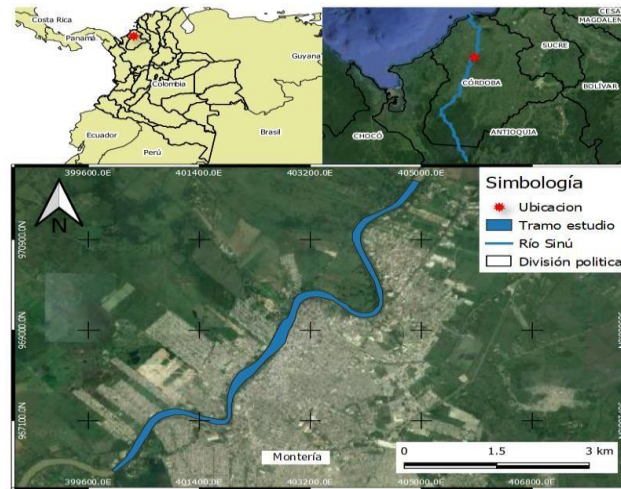 Costa Rica
Panamá
Guyana
Colombia
Ecuador
Brasil
Perú
CESA
MAGDALEN
SUCRE
BOLÍVAR
CÓRDOBA
CHOCÓ
ANTIOQUIA
399600.0E 401400.0E 403200.0E 405000.0E
Simbología
Ubicacion
Tramo estudio
Río Sinú
División politica
N
970900.0N
969000.0N
967100.0N
Montería
0 1.5 3 km
399600.0E 401400.0E 403200.0E 405000.0E 406800.0E